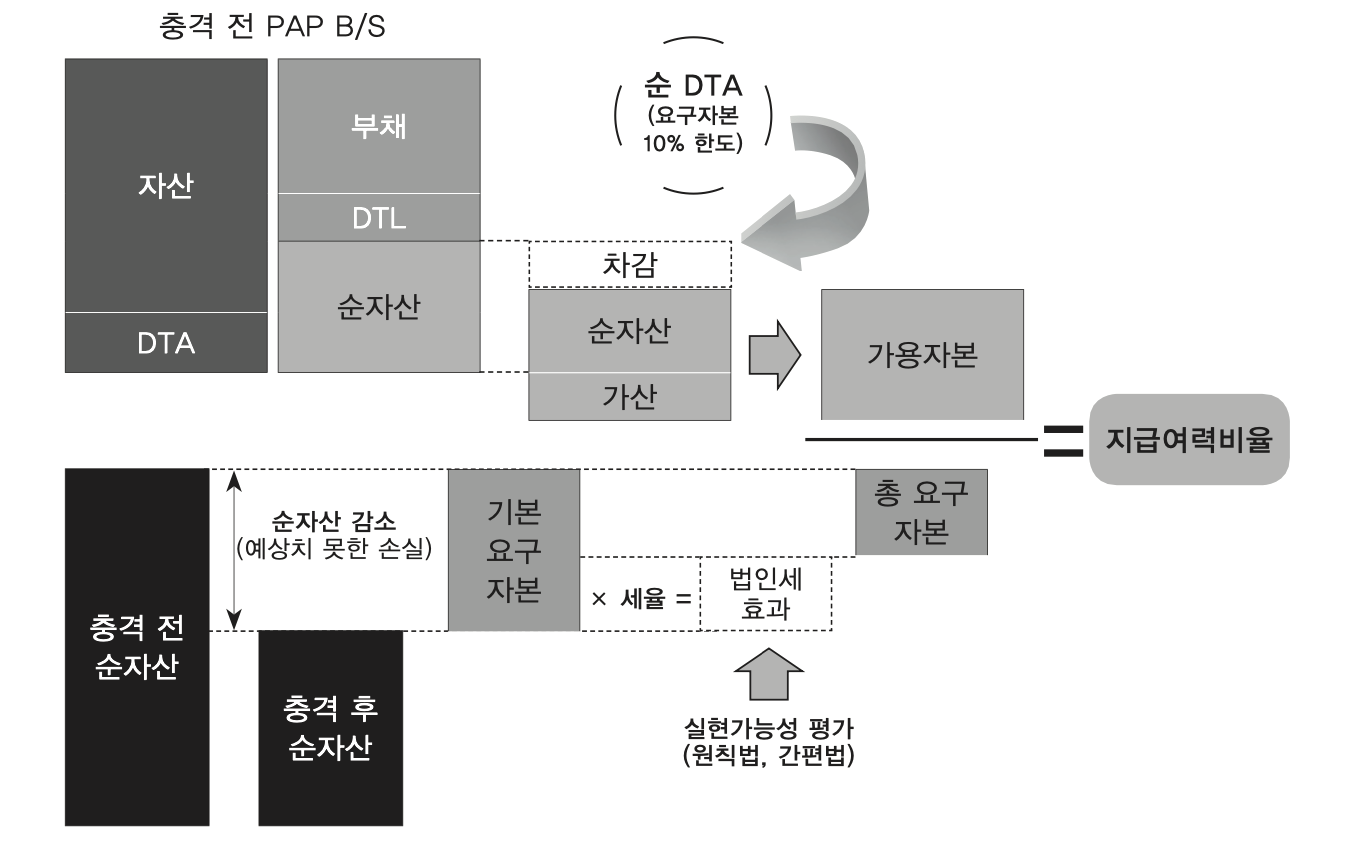 충격 전 PAP B/S
자산
DTA
부채
DTL
순자산
순 DTA
(요구자본
10% 한도)
차감
순자산
가산
가용자본
지급여력비율
충격 전
순자산
순자산 감소
(예상치 못한 손실)
충격 후
순자산
기본
요구
자본
× 세율 =
법인세
효과
총 요구
자본
실현가능성 평가
(원칙법, 간편법)